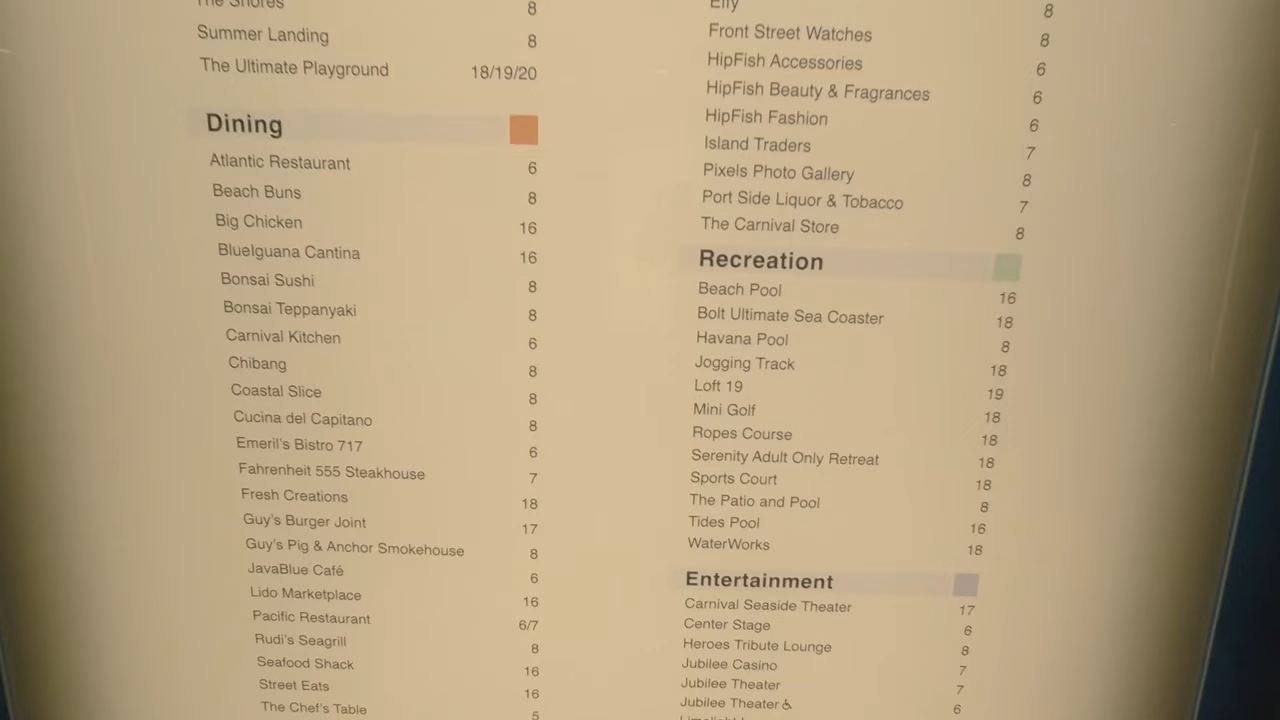 The Shores 8
Summer Landing 8
The Ultimate Playground 18/19/20
Dining
Atlantic Restaurant 6
Beach Buns 8
Big Chicken 16
BlueIguana Cantina 16
Bonsai Sushi 8
Bonsai Teppanyaki 8
Carnival Kitchen 6
Chibang 8
Coastal Slice 8
Cucina del Capitano 8
Emeril's Bistro 717 6
Fahrenheit 555 Steakhouse 7
Fresh Creations 18
Guy's Burger Joint 17
Guy's Pig & Anchor Smokehouse 8
JavaBlue Café 6
Lido Marketplace 16
Pacific Restaurant 6/7
Rudi's Seagrill 8
Seafood Shack 16
Street Eats 16
The Chef's Table 5
Effy 8
Front Street Watches 8
HipFish Accessories 6
HipFish Beauty & Fragrances 6
HipFish Fashion 6
Island Traders 7
Pixels Photo Gallery 8
Port Side Liquor & Tobacco 7
The Carnival Store 8
Recreation
Beach Pool 16
Bolt Ultimate Sea Coaster 18
Havana Pool 8
Jogging Track 18
Loft 19 19
Mini Golf 18
Ropes Course 18
Serenity Adult Only Retreat 18
Sports Court 18
The Patio and Pool 8
Tides Pool 16
WaterWorks 18
Entertainment
Carnival Seaside Theater 17
Center Stage 6
Heroes Tribute Lounge 8
Jubilee Casino 7
Jubilee Theater 7
Jubilee Theater ♿ 6